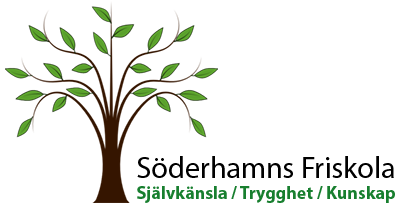 Söderhamns Friskola
Självkänsla / Trygghet / Kunskap